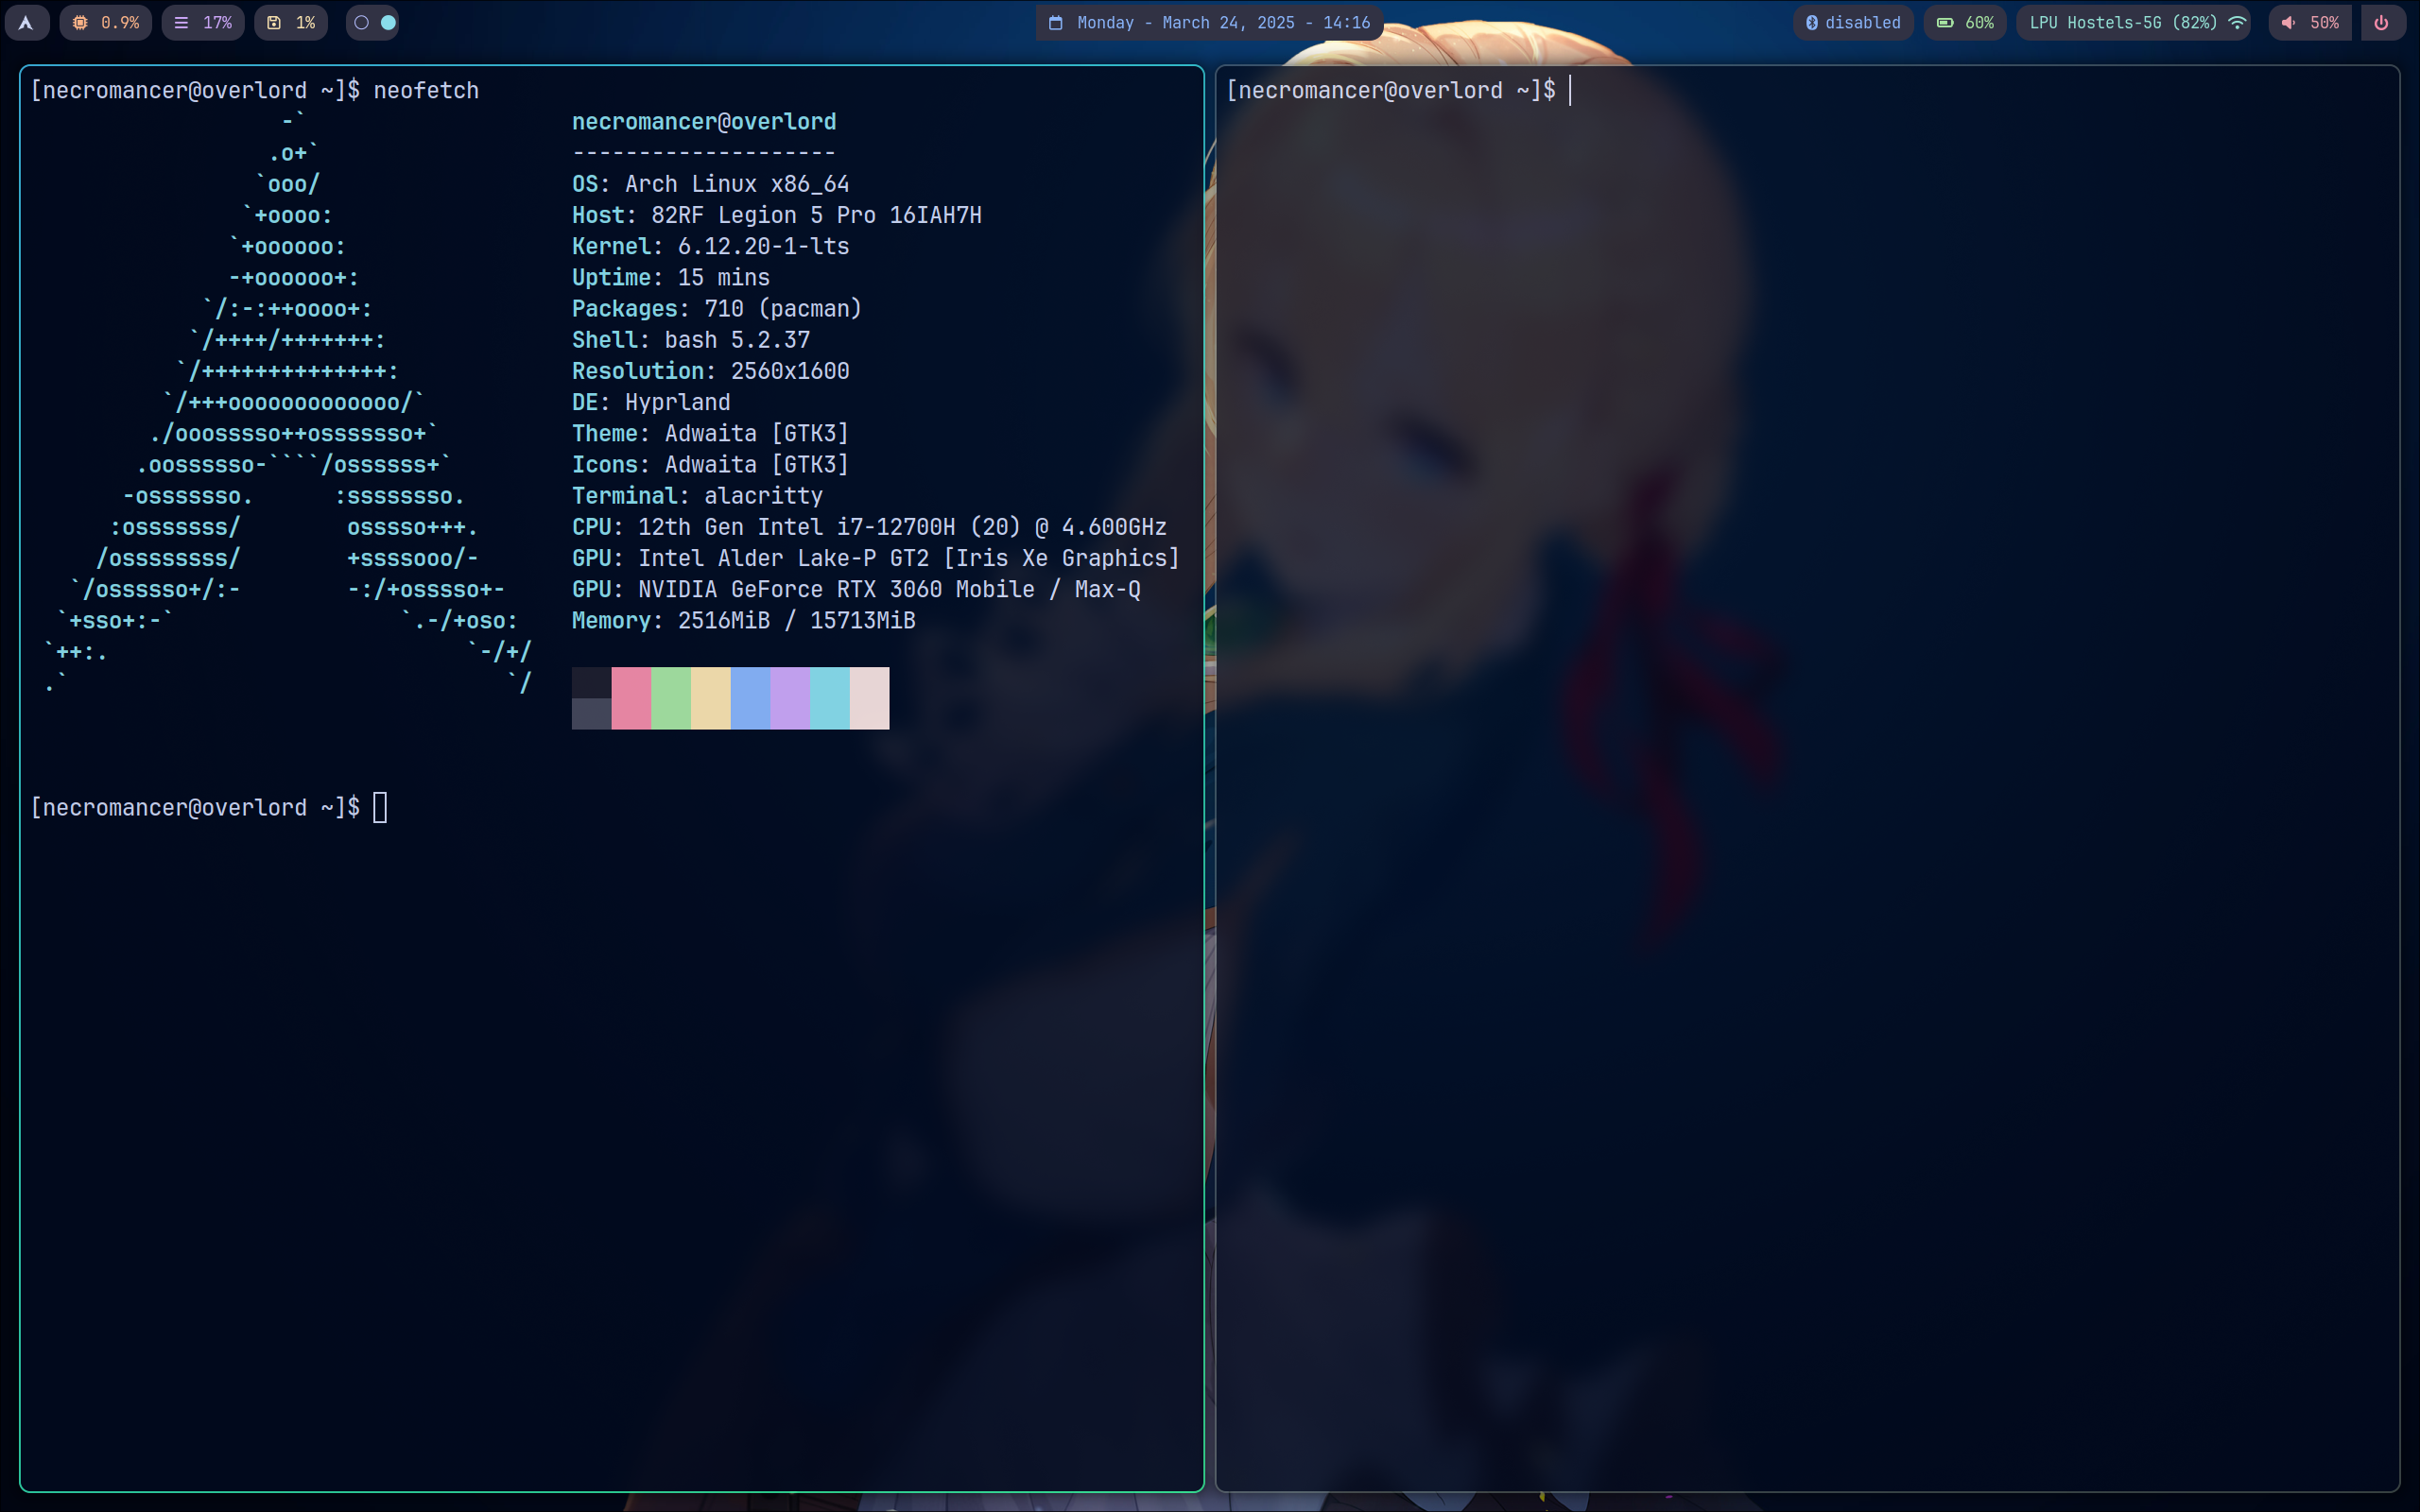 0.9% 17% 1% Monday - March 24, 2025 - 14:16 disabled 60% LPU Hostels-5G (82%) 50%
[necromancer@overlord ~]$ neofetch
-`
.o+`
`ooo/
`+oooo:
`+oooooo:
-+oooooo+:
`/:-:++oooo+:
`/++++/+++++++:
`/++++++++++++++:
`/+++ooooooooooooo/`
./ooosssso++osssssso+`
.oossssso-````/ossssss+`
-osssssso.      :ssssssso.
:osssssss/        osssso+++.
/ossssssss/        +ssssooo/-
`/ossssso+/:-        -:/+osssso+-
`+sso+:-`                 `.-/+oso:
`++:.                           `-/+/
.`                                 `/
necromancer@overlord
--------------------
OS: Arch Linux x86_64
Host: 82RF Legion 5 Pro 16IAH7H
Kernel: 6.12.20-1-lts
Uptime: 15 mins
Packages: 710 (pacman)
Shell: bash 5.2.37
Resolution: 2560x1600
DE: Hyprland
Theme: Adwaita [GTK3]
Icons: Adwaita [GTK3]
Terminal: alacritty
CPU: 12th Gen Intel i7-12700H (20) @ 4.600GHz
GPU: Intel Alder Lake-P GT2 [Iris Xe Graphics]
GPU: NVIDIA GeForce RTX 3060 Mobile / Max-Q
Memory: 2516MiB / 15713MiB
[necromancer@overlord ~]$
[necromancer@overlord ~]$